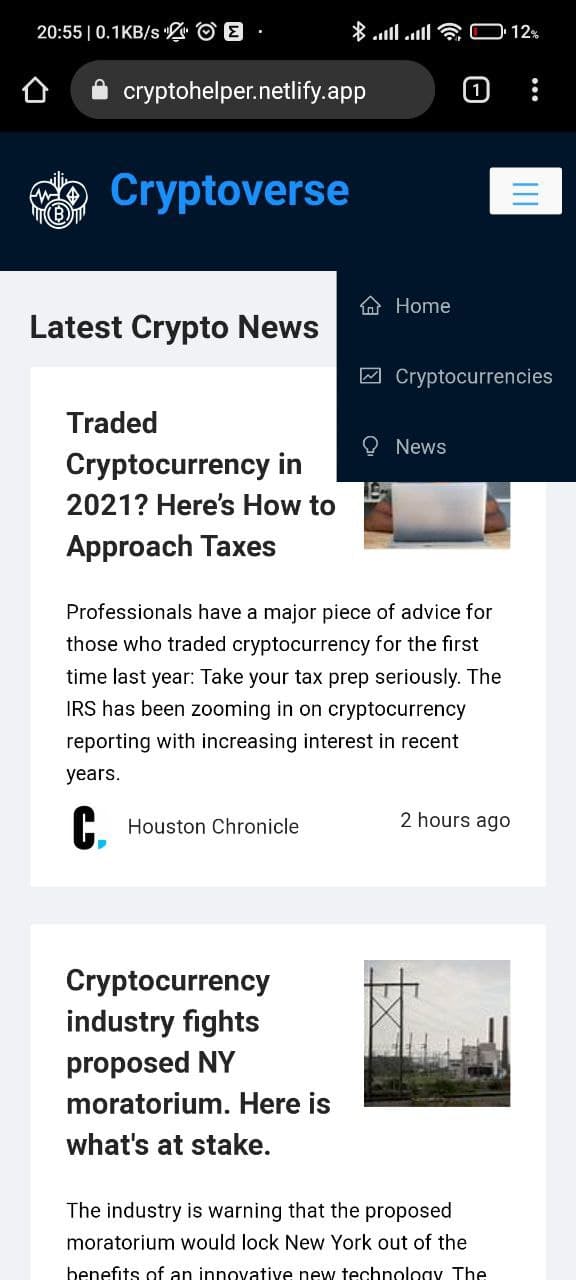 20:55 | 0.1KB/s
12%
cryptohelper.netlify.app
1
Cryptoverse
Home
Cryptocurrencies
News
Latest Crypto News
Traded
Cryptocurrency in
2021? Here's How to
Approach Taxes
Professionals have a major piece of advice for
those who traded cryptocurrency for the first
time last year: Take your tax prep seriously. The
IRS has been zooming in on cryptocurrency
reporting with increasing interest in recent
years.
Houston Chronicle
2 hours ago
Cryptocurrency
industry fights
proposed NY
moratorium. Here is
what's at stake.
The industry is warning that the proposed
moratorium would lock New York out of the
benefits of an innovative new technology. The